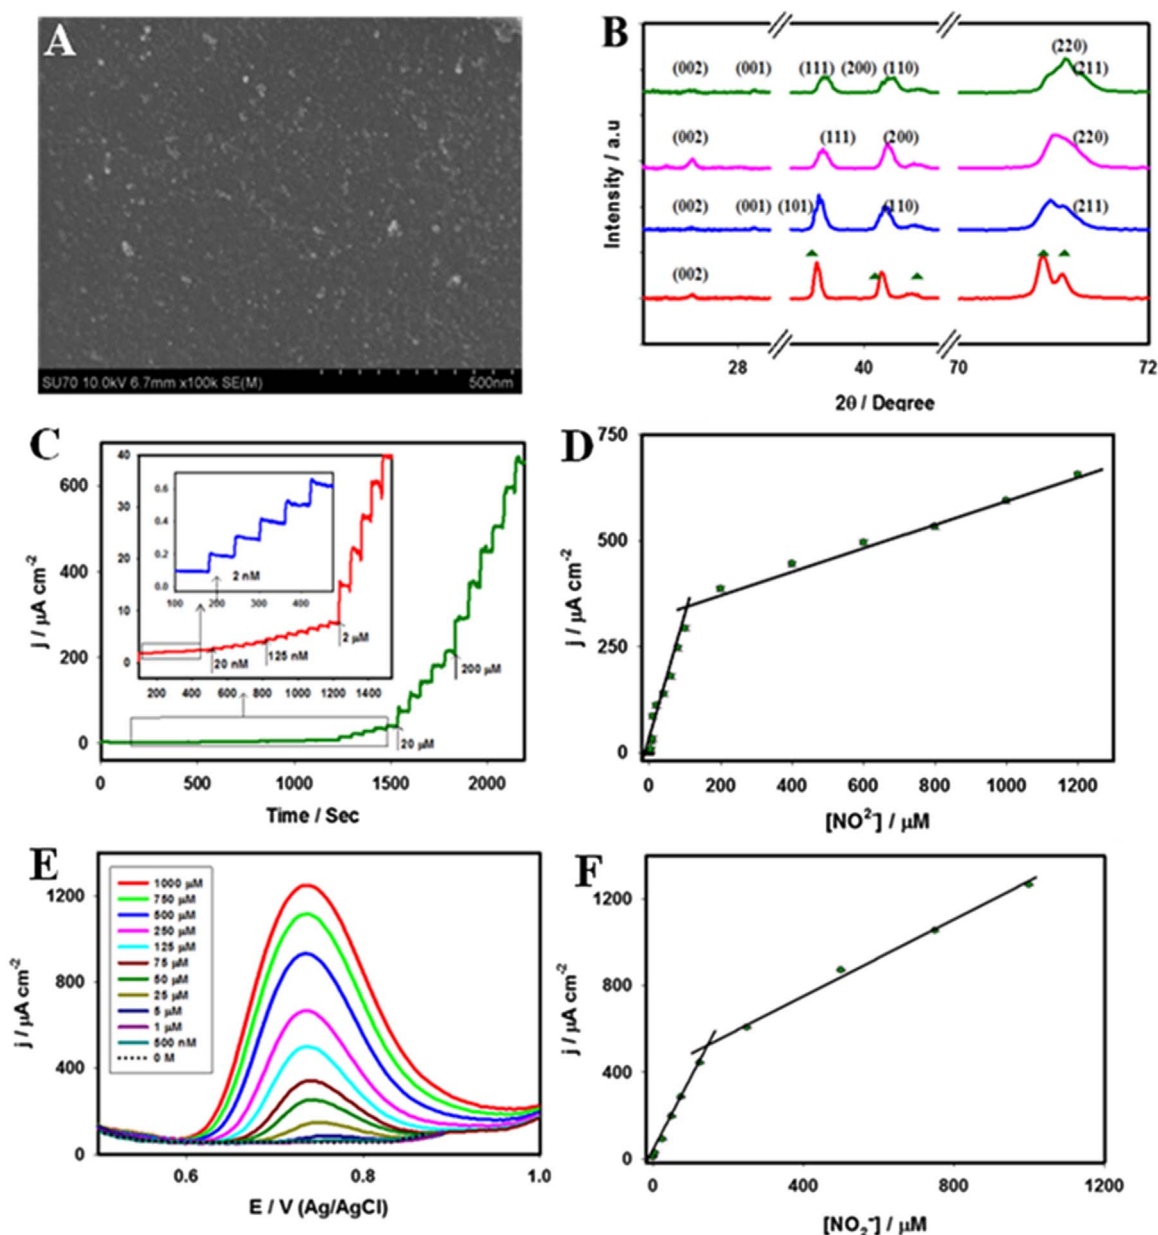 A
SU70 10.0kV 6.7mm x100k SE(M) 500nm
B
Intensity / a.u
(220)
(002) (001) (111) (200) (110) (211)
(002) (111) (200) (220)
(002) (001) (101) (110) (211)
(002)
28 40 70 72
2θ / Degree
C
j / µA cm-2
600
400
200
0
40
30
20
10
0
0.6
0.4
0.2
0.0
100 200 300 400
2 nM
20 nM
125 nM
2 µM
200 400 600 800 1000 1200 1400
20 µM
200 µM
0 500 1000 1500 2000
Time / Sec
D
j / µA cm-2
750
500
250
0
0 200 400 600 800 1000 1200
[NO2-] / µM
E
j / µA cm-2
1200
800
400
0
1000 µM
750 µM
500 µM
250 µM
125 µM
75 µM
50 µM
25 µM
5 µM
1 µM
500 nM
0 M
0.6 0.8 1.0
E / V (Ag/AgCl)
F
j / µA cm-2
1200
800
400
0
0 400 800 1200
[NO2-] / µM